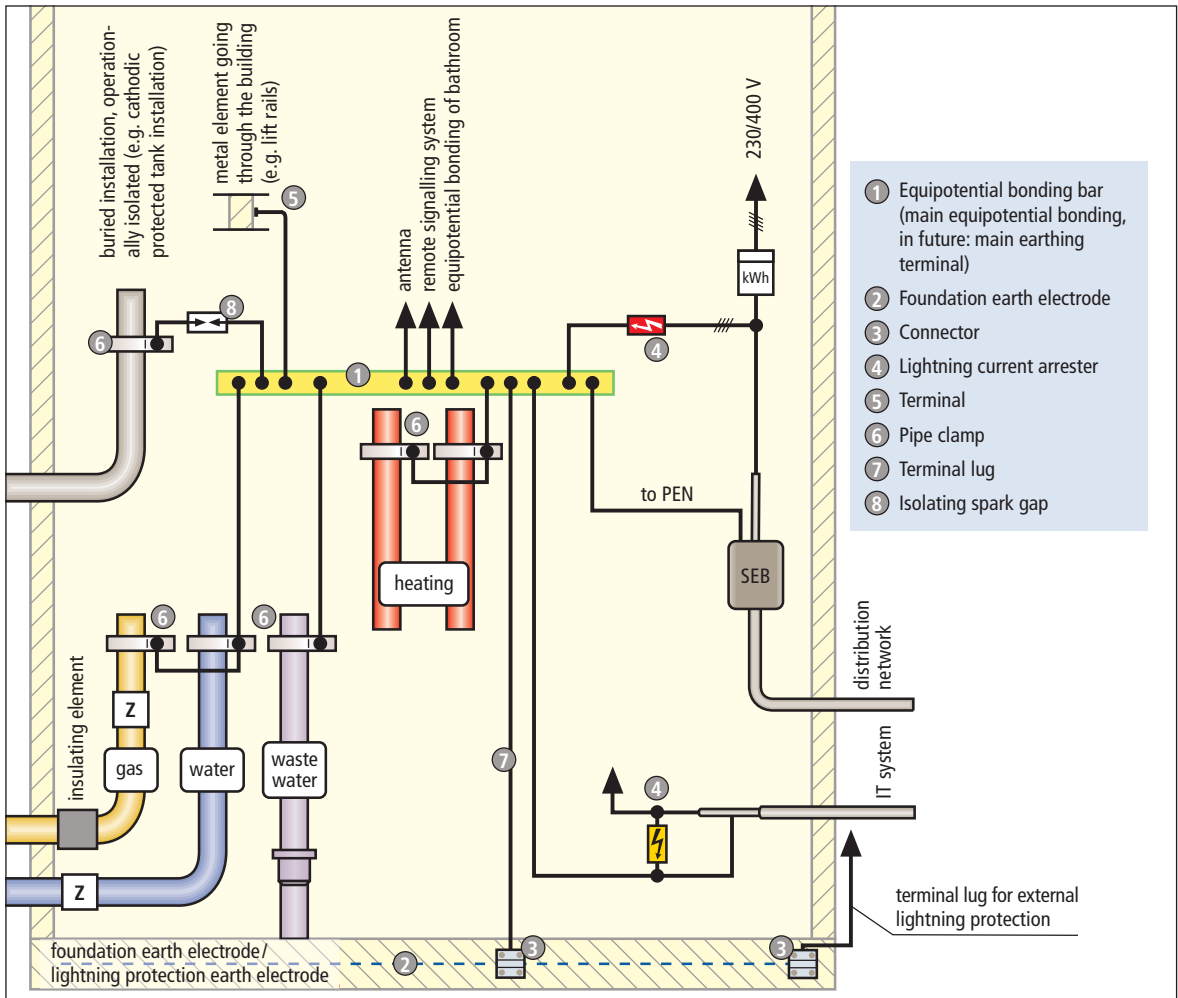 buried installation, operation-
ally isolated (e.g. cathodic
protected tank installation)
metal element going
through the building
(e.g. lift rails)
5
antenna
remote signalling system
equipotential bonding of bathroom
230/400 V
kWh
8
6
4
1
6
1 Equipotential bonding bar
(main equipotential bonding,
in future: main earthing
terminal)
2 Foundation earth electrode
3 Connector
4 Lightning current arrester
5 Terminal
6 Pipe clamp
7 Terminal lug
8 Isolating spark gap
to PEN
SEB
heating
6
6
insulating element
Z
gas
water
waste
water
Z
7
4
distribution
network
IT system
terminal lug for external
lightning protection
foundation earth electrode/
lightning protection earth electrode
2
3
3